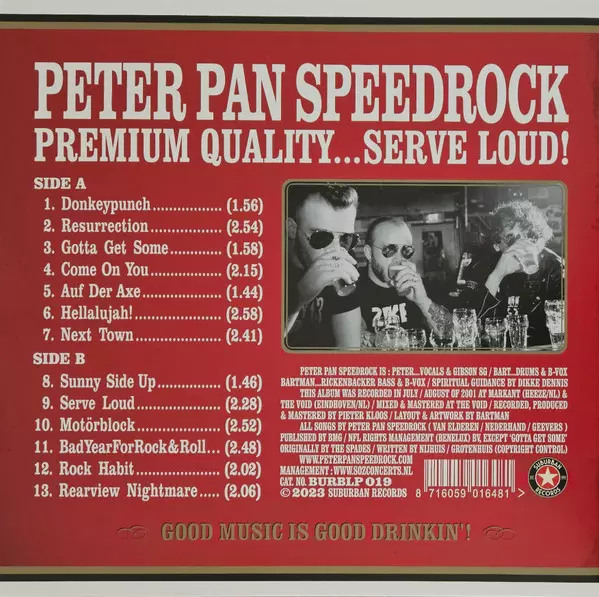 PETER PAN SPEEDROCK
PREMIUM QUALITY...SERVE LOUD!
SIDE A
1. Donkeypunch................. (1.56)
2. Resurrection................ (2.54)
3. Gotta Get Some............ (1.58)
4. Come On You............... (2.15)
5. Auf Der Axe................ (1.44)
6. Hellalujah!.................. (2.58)
7. Next Town.................. (2.41)
SIDE B
8. Sunny Side Up............. (1.46)
9. Serve Loud.................. (2.28)
10. Motörblock.................. (2.52)
11. BadYearForRock&Roll... (2.48)
12. Rock Habit.................. (2.02)
13. Rearview Nightmare..... (2.06)
PETER PAN SPEEDROCK IS : PETER...VOCALS & GIBSON SG / BART...DRUMS & B-VOX
BARTMAN...RICKENBACKER BASS & B-VOX / SPIRITUAL GUIDANCE BY DIKKE DENNIS
THIS ALBUM WAS RECORDED IN JULY / AUGUST OF 2001 AT MARKANT (HEEZE/NL) &
THE VOID (EINDHOVEN/NL) / MIXED & MASTERED AT THE VOID / RECORDED, PRODUCED
& MASTERED BY PIETER KLOOS / LAYOUT & ARTWORK BY BARTMAN
ALL SONGS BY PETER PAN SPEEDROCK ( VAN ELDEREN / NEDERHAND / GEEVERS )
PUBLISHED BY BMG / NFL RIGHTS MANAGEMENT (BENELUX) BV, EXCEPT 'GOTTA GET SOME'
ORIGINALLY BY THE SPADES / WRITTEN BY NIJHUIS / GROTENHUIS (COPYRIGHT CONTROL)
WWW.PETERPANSPEEDROCK.COM
MANAGEMENT : WWW.SOZCONCERTS.NL
CAT. NO. BURBLP 019
© 2023 SUBURBAN RECORDS
8 716059 016481 >
SUBURBAN
RECORDS
ZEKE
GOOD MUSIC IS GOOD DRINKIN'!